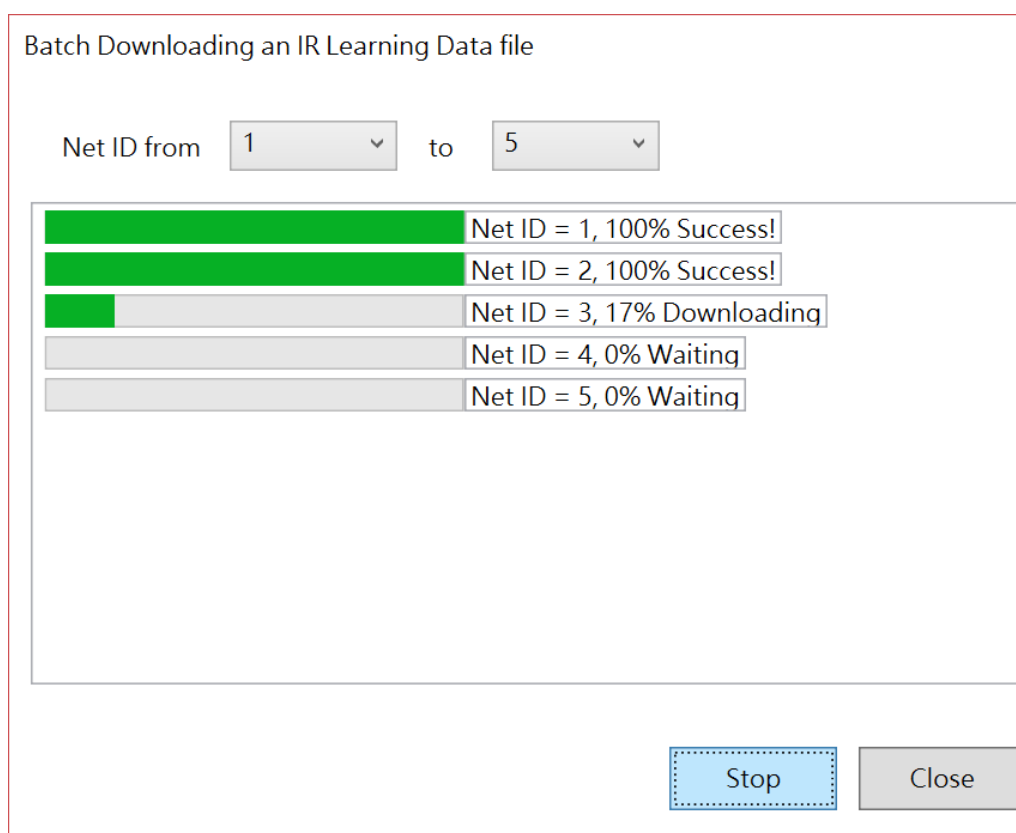 Batch Downloading an IR Learning Data file
Net ID from 1 to 5
Net ID = 1, 100% Success!
Net ID = 2, 100% Success!
Net ID = 3, 17% Downloading
Net ID = 4, 0% Waiting
Net ID = 5, 0% Waiting
Stop Close